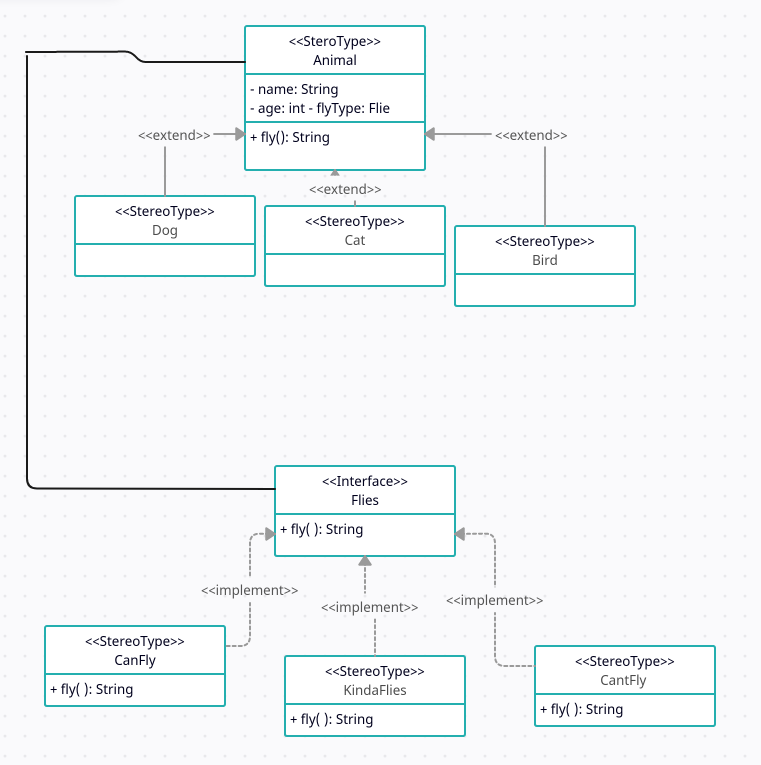 <<SteroType>>
Animal
- name: String
- age: int - flyType: Flie
+ fly(): String
<<extend>>
<<extend>>
<<extend>>
<<StereoType>>
Dog
<<StereoType>>
Cat
<<StereoType>>
Bird
<<Interface>>
Flies
+ fly( ): String
<<implement>>
<<implement>>
<<implement>>
<<StereoType>>
CanFly
+ fly( ): String
<<StereoType>>
KindaFlies
+ fly( ): String
<<StereoType>>
CantFly
+ fly( ): String